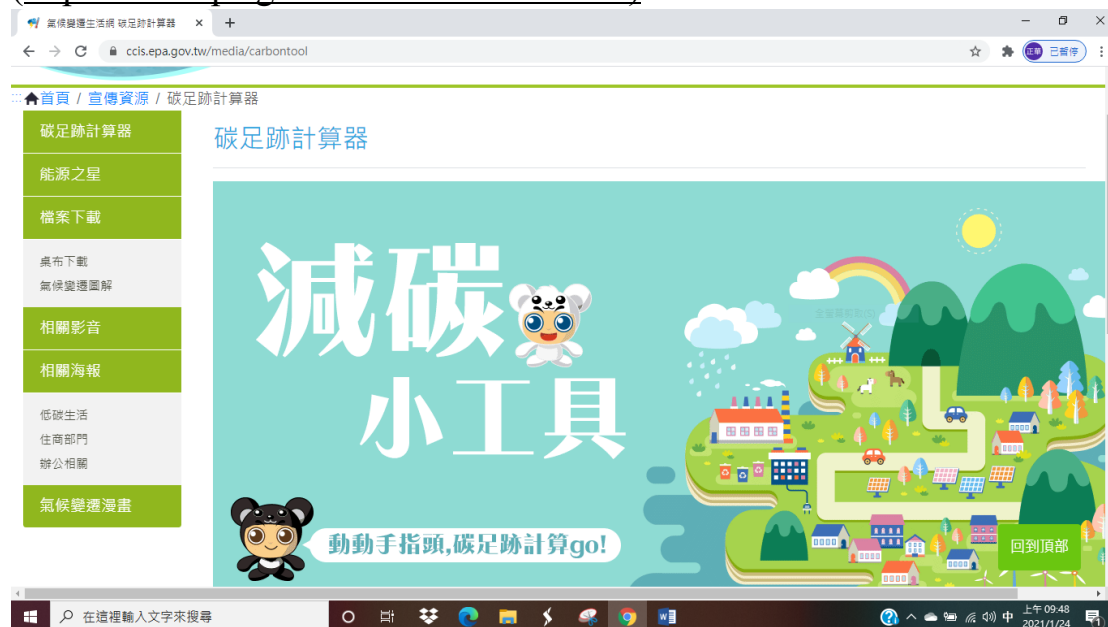 氣候變遷生活網 碳足跡計算器
ccis.epa.gov.tw/media/carbontool
正華 已暫停
首頁 / 宣傳資源 / 碳足跡計算器
碳足跡計算器
能源之星
檔案下載
桌布下載
氣候變遷圖解
相關影音
相關海報
低碳生活
住商部門
辦公相關
氣候變遷漫畫
碳足跡計算器
減碳
小工具
動動手指頭,碳足跡計算go!
回到頂部
在這裡輸入文字來搜尋
中
上午 09:48
2021/1/24